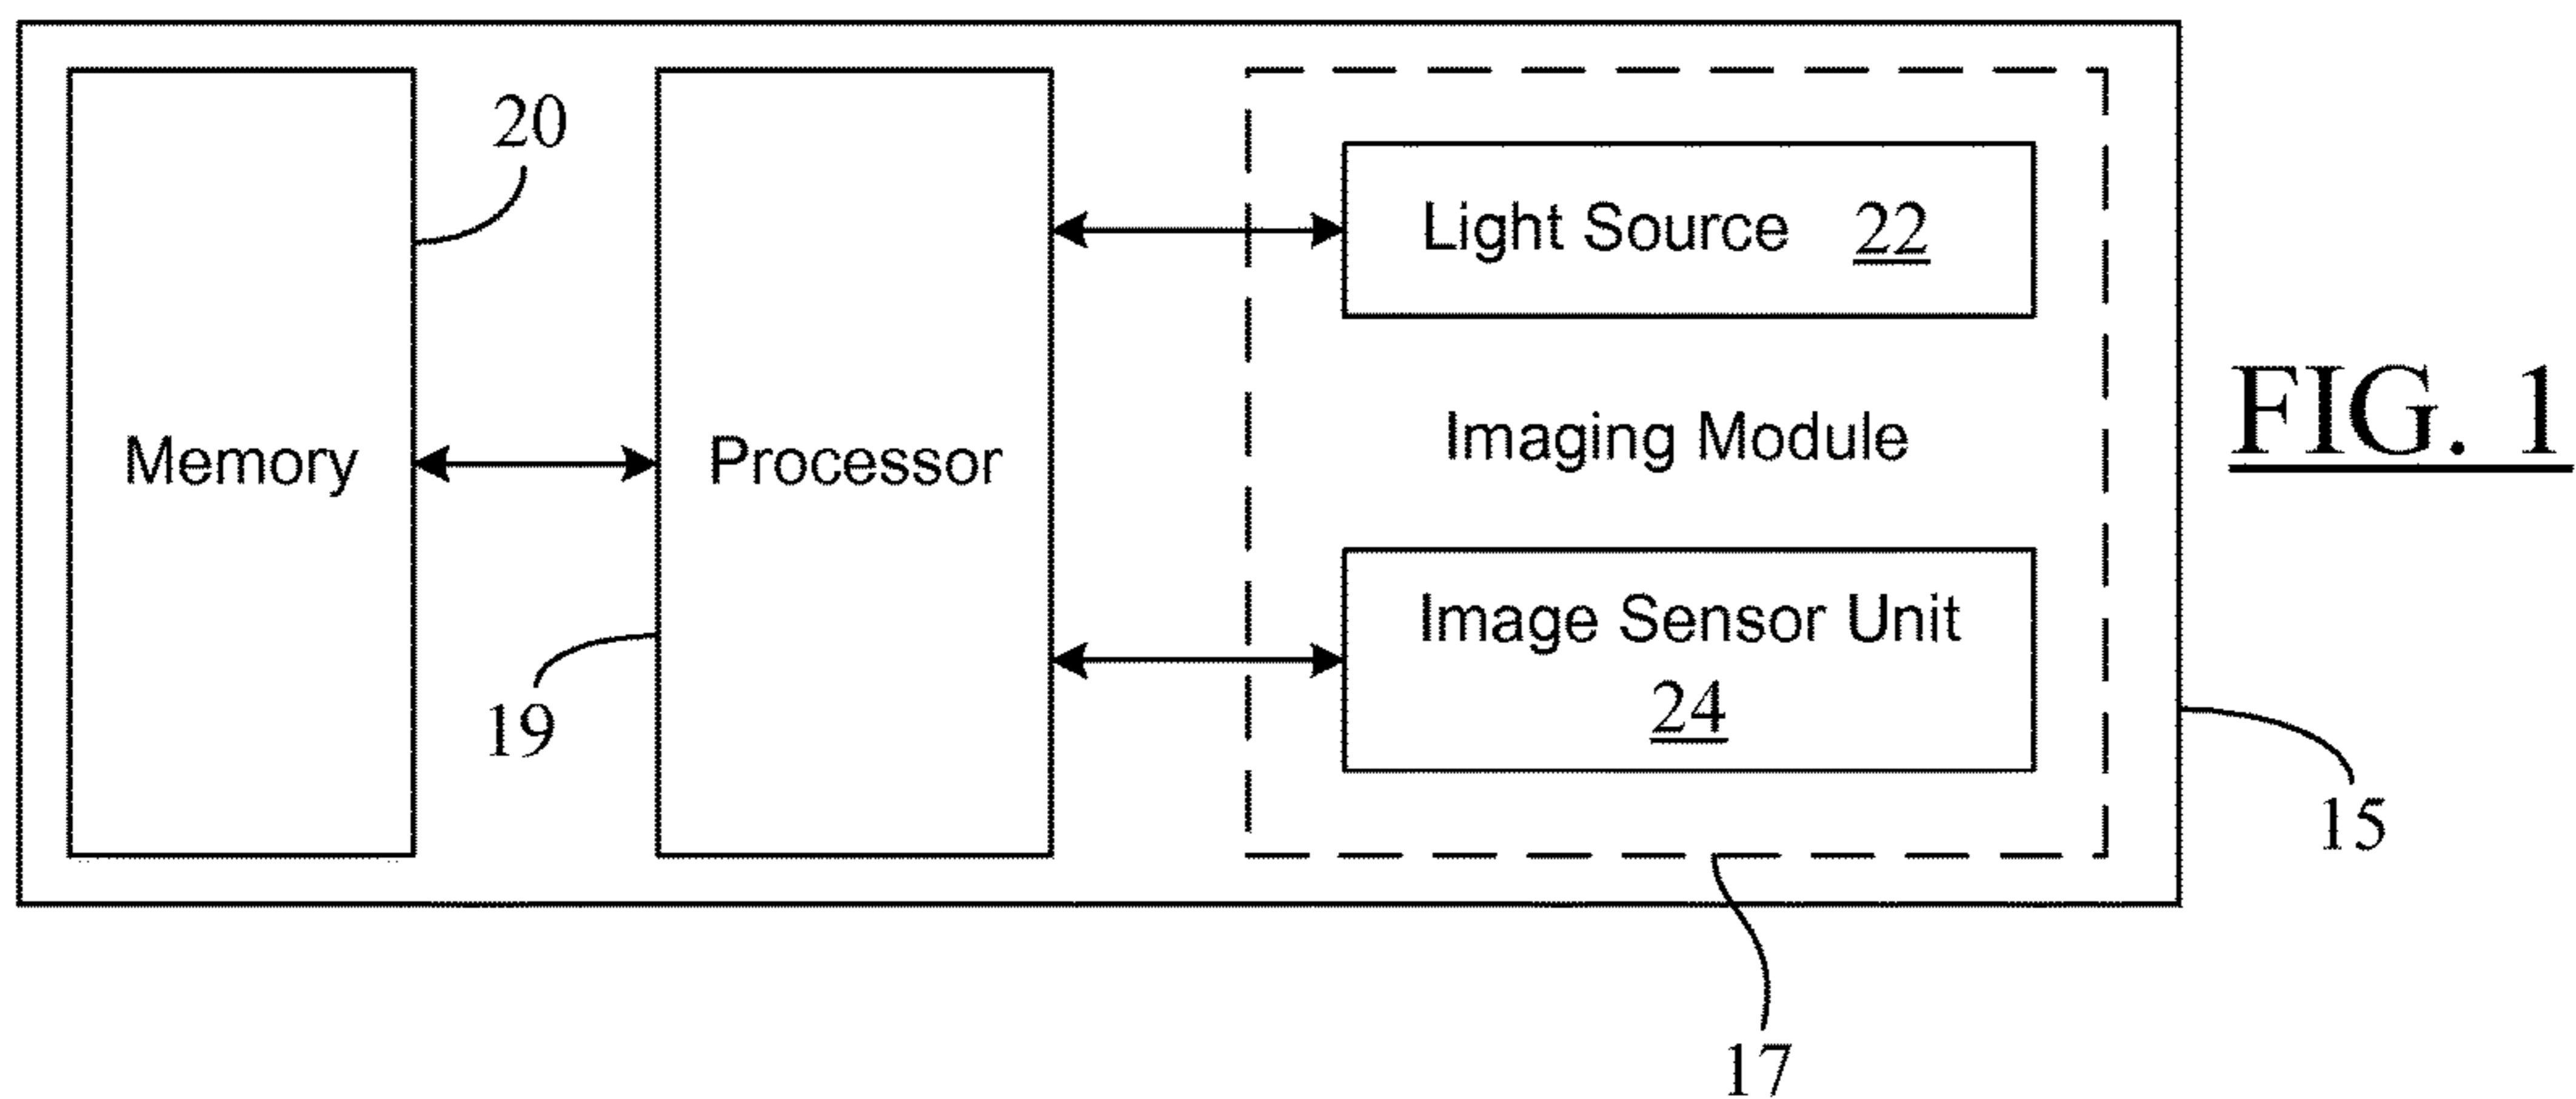 20
Light Source 22
Imaging Module
FIG. 1
Memory
Processor
Image Sensor Unit
24
19
15
17